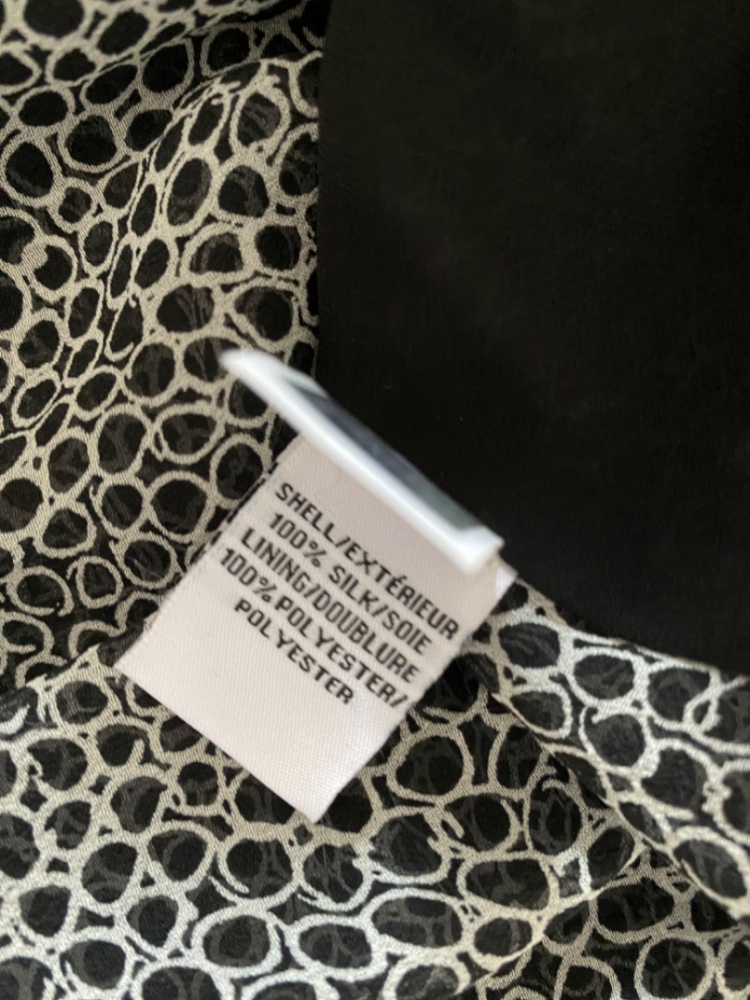 SHELL/EXTÉRIEUR
100% SILK/SOIE
LINING/DOUBLURE
100% POLYESTER/
POLYESTER